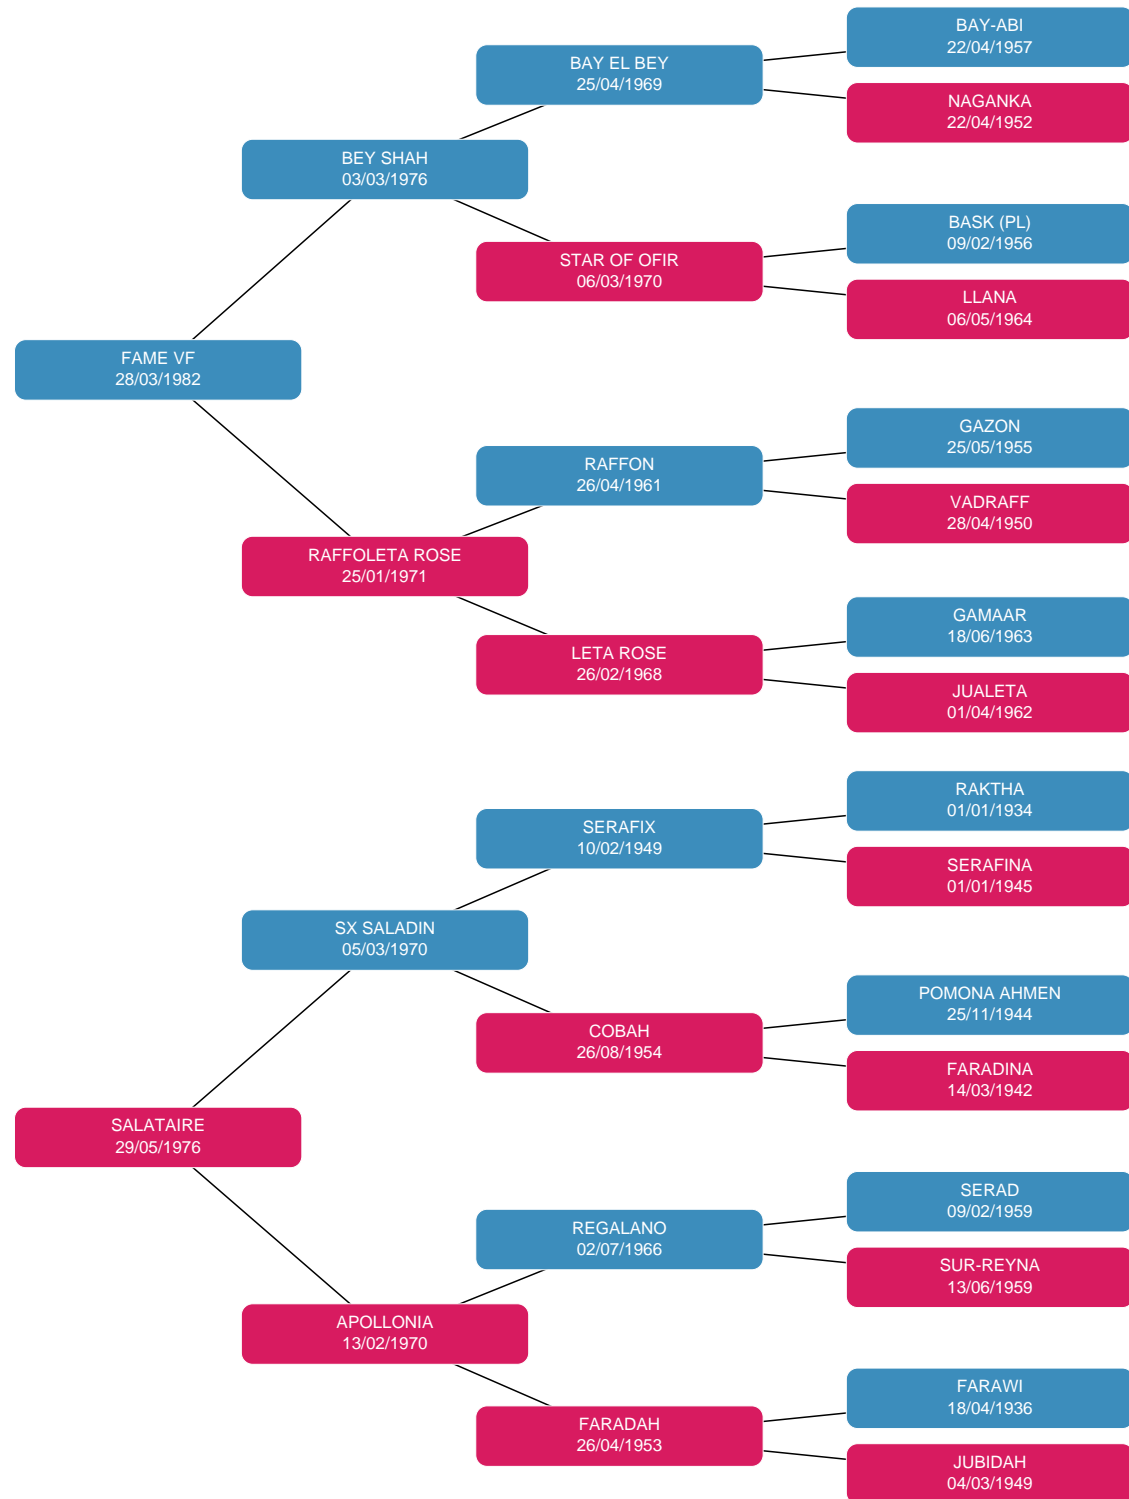 BAY-ABI
22/04/1957
BAY EL BEY
25/04/1969
NAGANKA
22/04/1952
BEY SHAH
03/03/1976
BASK (PL)
09/02/1956
STAR OF OFIR
06/03/1970
LLANA
06/05/1964
FAME VF
28/03/1982
GAZON
25/05/1955
RAFFON
26/04/1961
VADRAFF
28/04/1950
RAFFOLETA ROSE
25/01/1971
GAMAAR
18/06/1963
LETA ROSE
26/02/1968
JUALETA
01/04/1962
RAKTHA
01/01/1934
SERAFIX
10/02/1949
SERAFINA
01/01/1945
SX SALADIN
05/03/1970
POMONA AHMEN
25/11/1944
COBAH
26/08/1954
FARADINA
14/03/1942
SALATAIRE
29/05/1976
SERAD
09/02/1959
REGALANO
02/07/1966
SUR-REYNA
13/06/1959
APOLLONIA
13/02/1970
FARAWI
18/04/1936
FARADAH
26/04/1953
JUBIDAH
04/03/1949